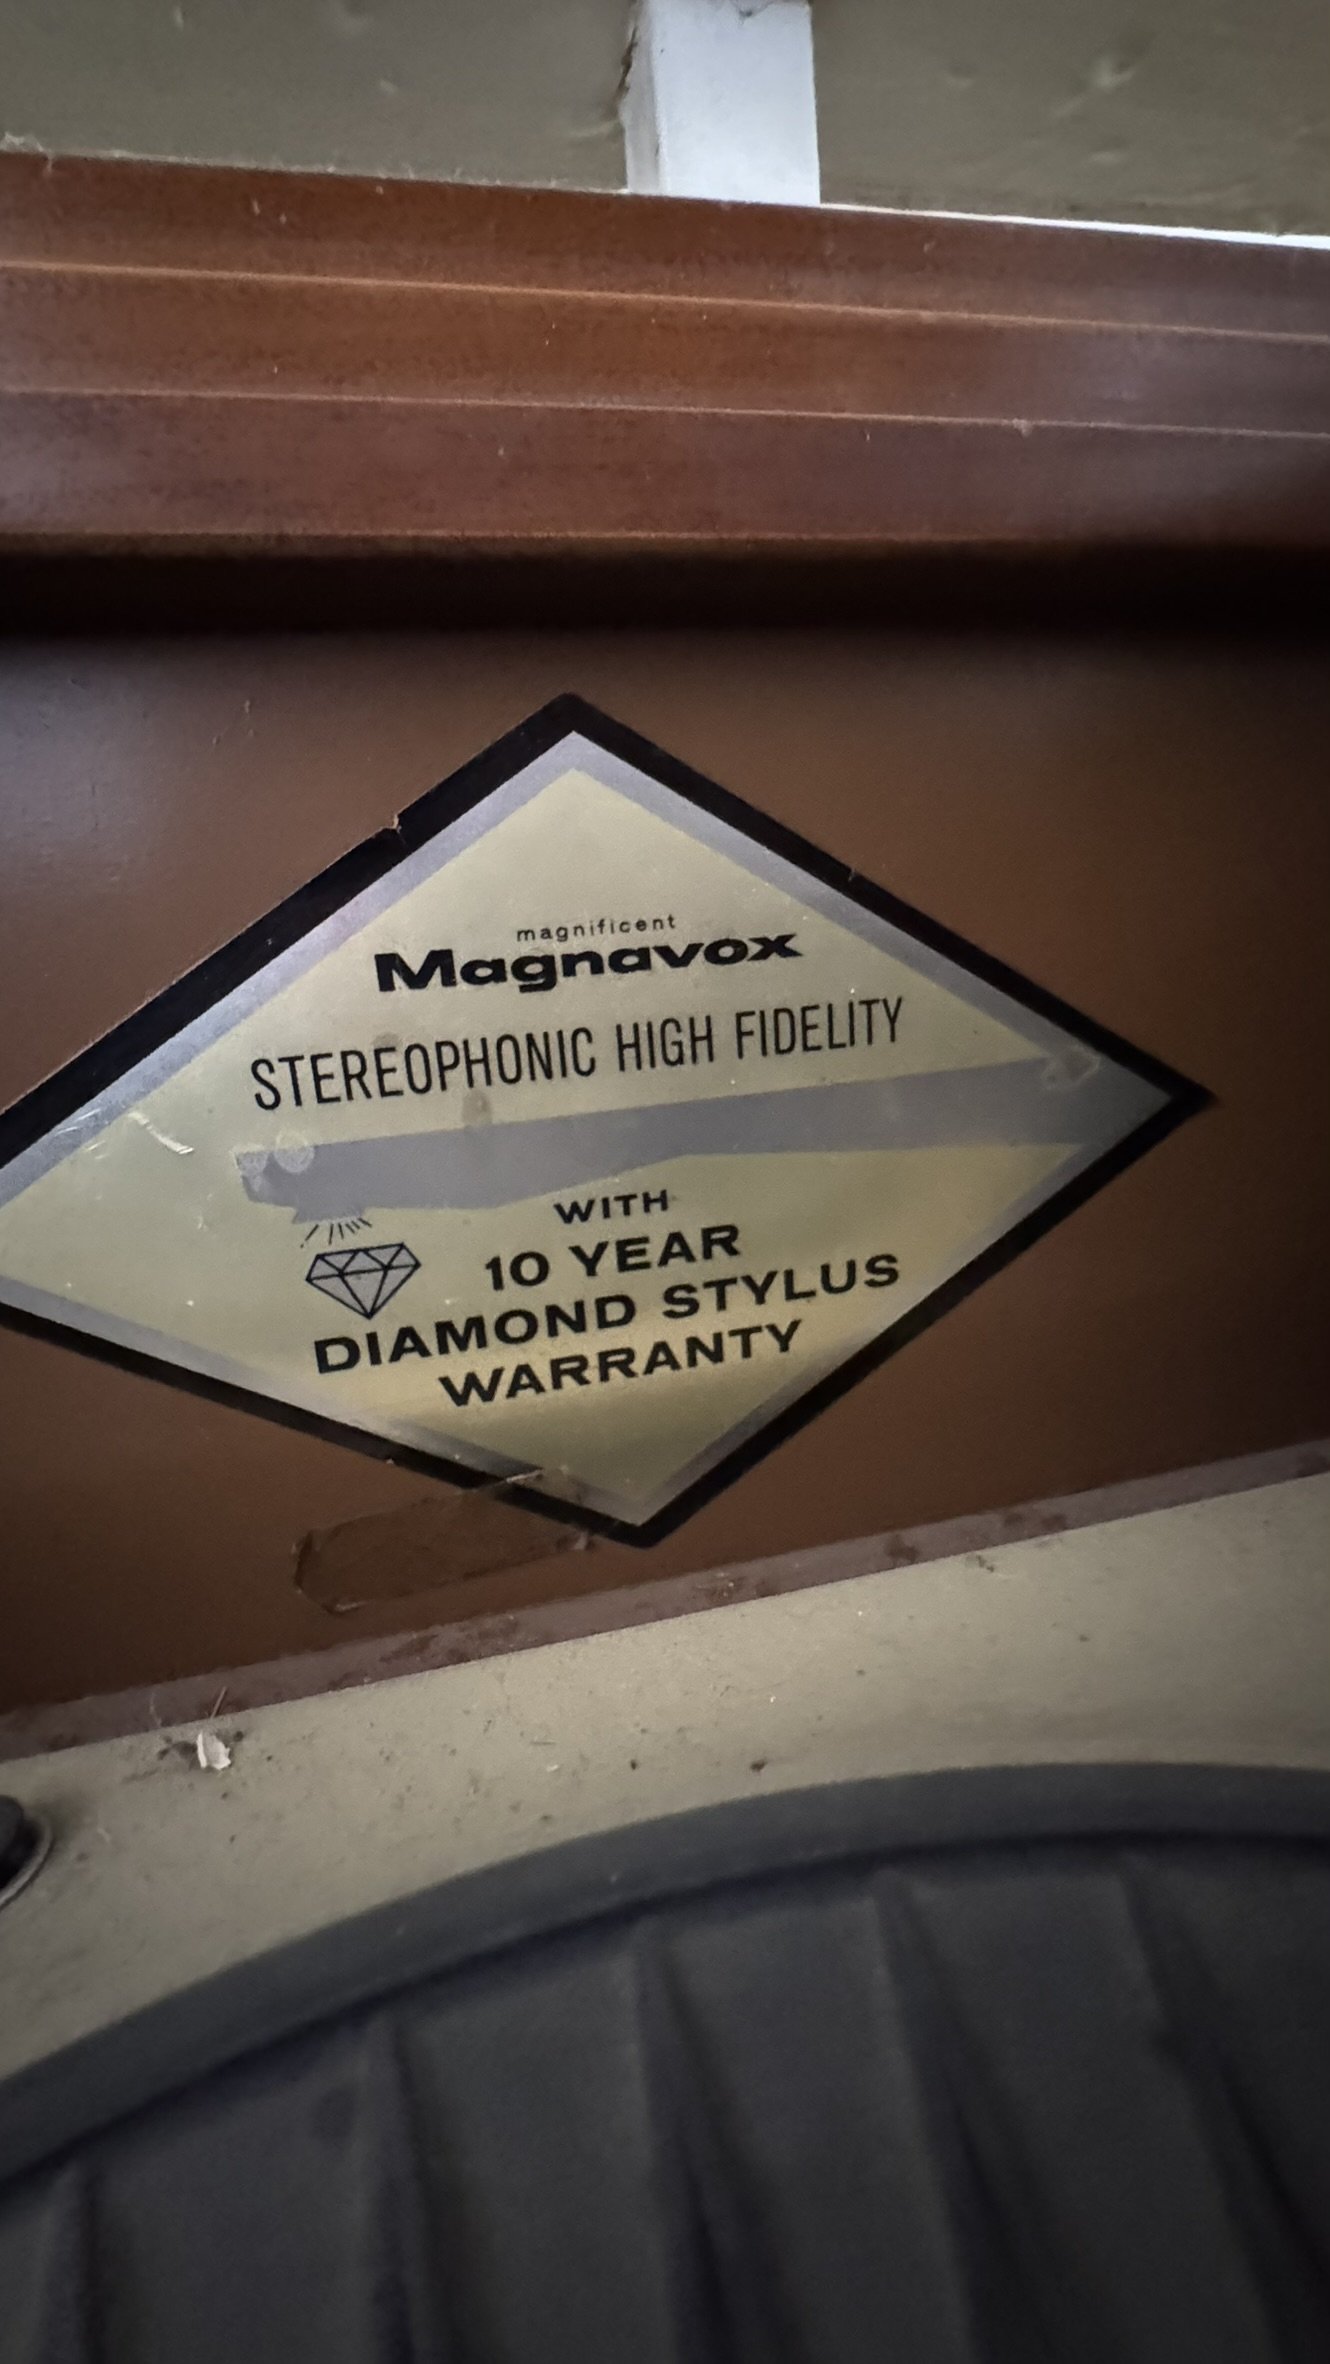 magnificent
Magnavox
STEREOPHONIC HIGH FIDELITY
WITH
10 YEAR
DIAMOND STYLUS
WARRANTY